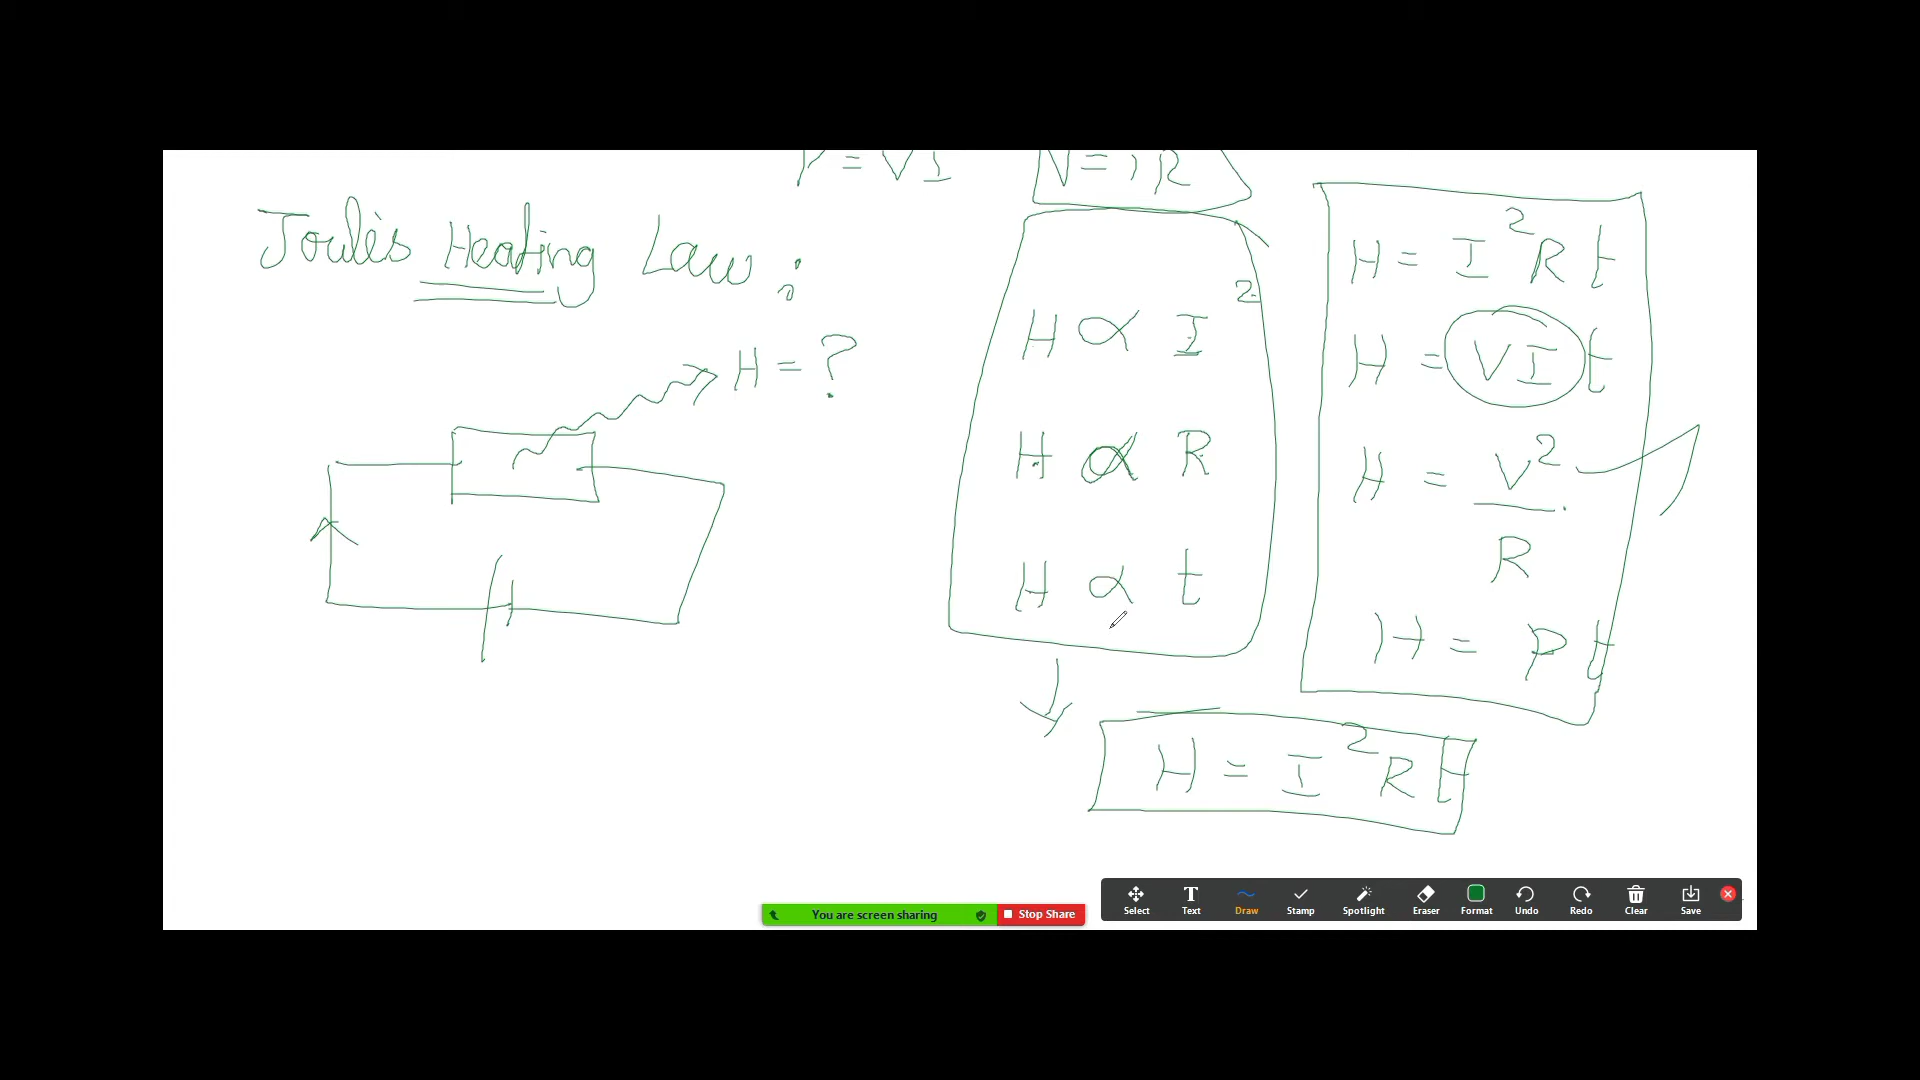 P = VI
V = iR
Joule's Heating Law :
H = ?
H ∝ I²
H ∝ R
H ∝ t
H = I²Rt
H = VIt
H = V²/R
H = Pt
H = I²Rt
You are screen sharing
Stop Share
Select Text Draw Stamp Spotlight Eraser Format Undo Redo Clear Save